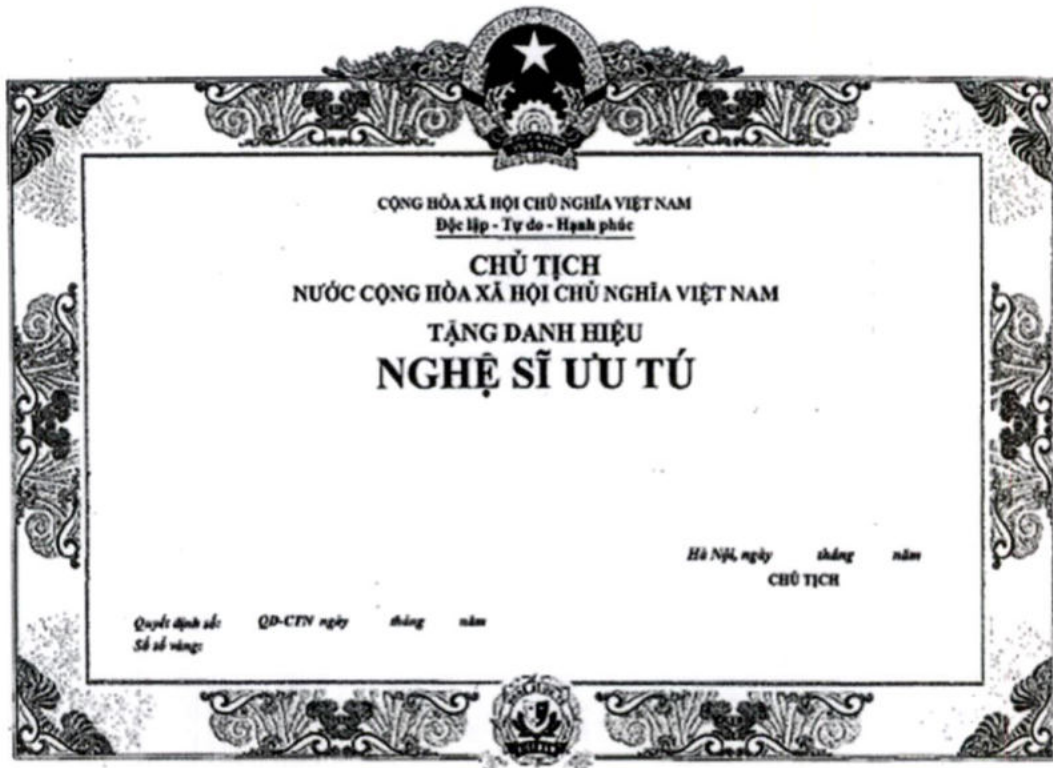 CỘNG HÒA XÃ HỘI CHỦ NGHĨA VIỆT NAM
Độc lập - Tự do - Hạnh phúc
CHỦ TỊCH
NƯỚC CỘNG HÒA XÃ HỘI CHỦ NGHĨA VIỆT NAM
TẶNG DANH HIỆU
NGHỆ SĨ ƯU TÚ
Hà Nội, ngày tháng năm
CHỦ TỊCH
Quyết định số: QĐ-CTN ngày tháng năm
Số sổ vàng: